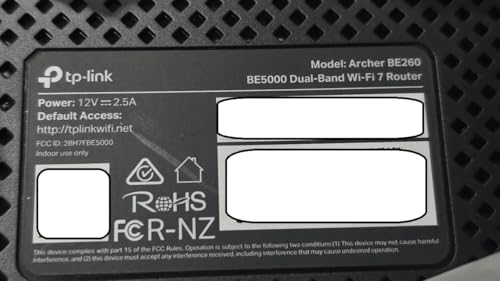 tp-link
Model: Archer BE260
BE5000 Dual-Band Wi-Fi 7 Router
Power: 12V⎓2.5A
Default Access:
http://tplinkwifi.net
FCC ID: 2BH7FBE5000
Indoor use only
RoHS
FC R-NZ
This device complies with part 15 of the FCC Rules. Operation is subject to the following two conditions:(1) This device may not cause harmful
interference, and (2) this device must accept any interference received, including interference that may cause undesired operation.